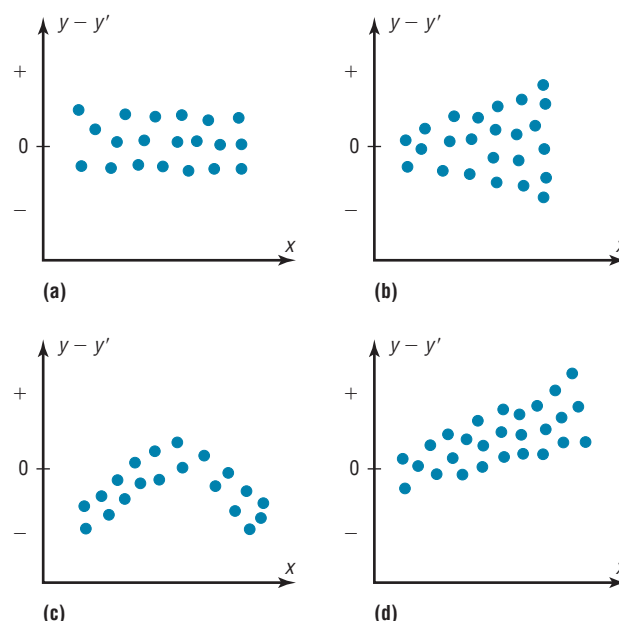 y – y′
y – y′
+
+
0
0
–
–
x
x
(a)
(b)
y – y′
y – y′
+
+
0
0
–
–
x
x
(c)
(d)